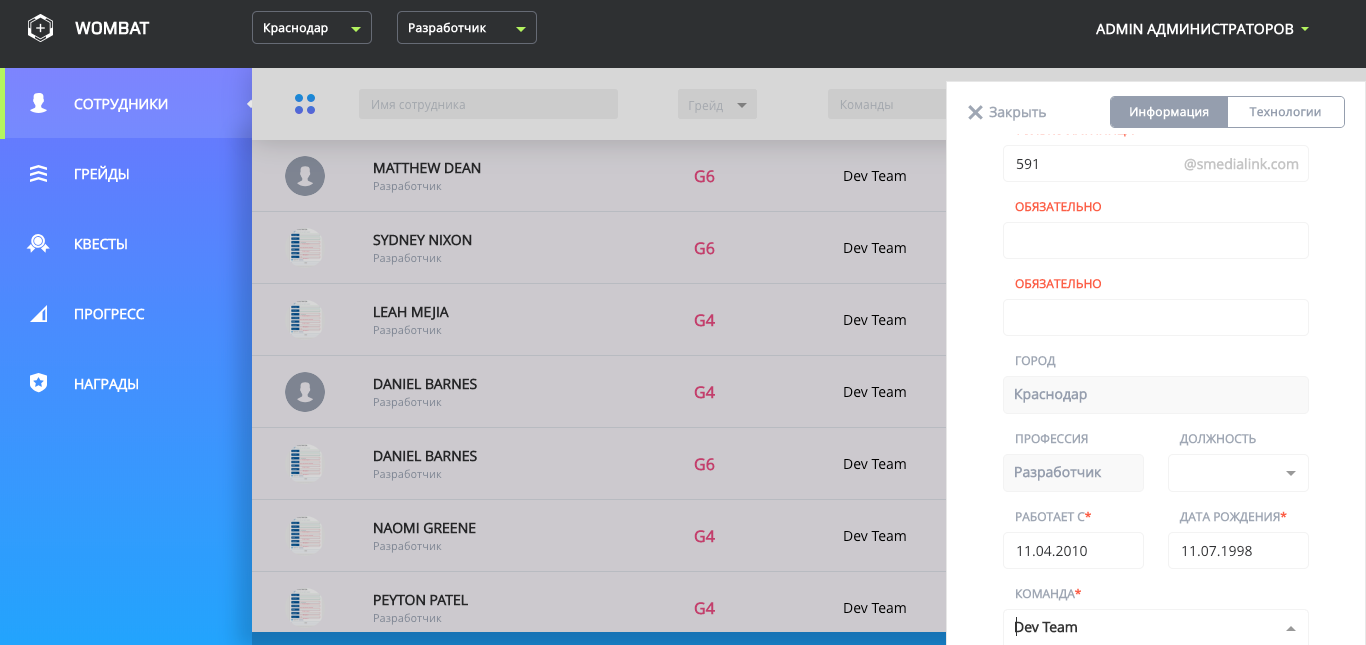 WOMBAT
Краснодар
Разработчик
ADMIN АДМИНИСТРАТОРОВ
СОТРУДНИКИ
ГРЕЙДЫ
КВЕСТЫ
ПРОГРЕСС
НАГРАДЫ
Имя сотрудника
Грейд
Команды
MATTHEW DEAN
Разработчик
G6
Dev Team
SYDNEY NIXON
Разработчик
G6
Dev Team
LEAH MEJIA
Разработчик
G4
Dev Team
DANIEL BARNES
Разработчик
G4
Dev Team
DANIEL BARNES
Разработчик
G6
Dev Team
NAOMI GREENE
Разработчик
G4
Dev Team
PEYTON PATEL
Разработчик
G4
Dev Team
Закрыть
Информация
Технологии
591
@smedialink.com
ОБЯЗАТЕЛЬНО
ОБЯЗАТЕЛЬНО
ГОРОД
Краснодар
ПРОФЕССИЯ
ДОЛЖНОСТЬ
Разработчик
РАБОТАЕТ С*
ДАТА РОЖДЕНИЯ*
11.04.2010
11.07.1998
КОМАНДА*
Dev Team